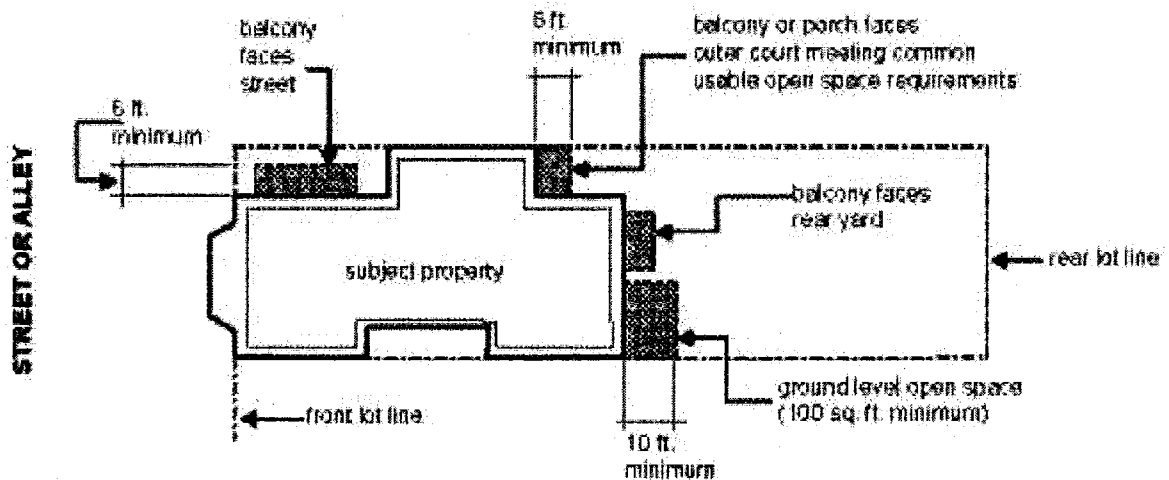 balcony
faces
street
6 ft.
minimum
6 ft.
minimum
balcony or porch faces
outer court meeting common
usable open space requirements
STREET OR ALLEY
balcony faces
rear yard
subject property
rear lot line
front lot line
ground level open space
(100 sq. ft. minimum)
10 ft.
minimum